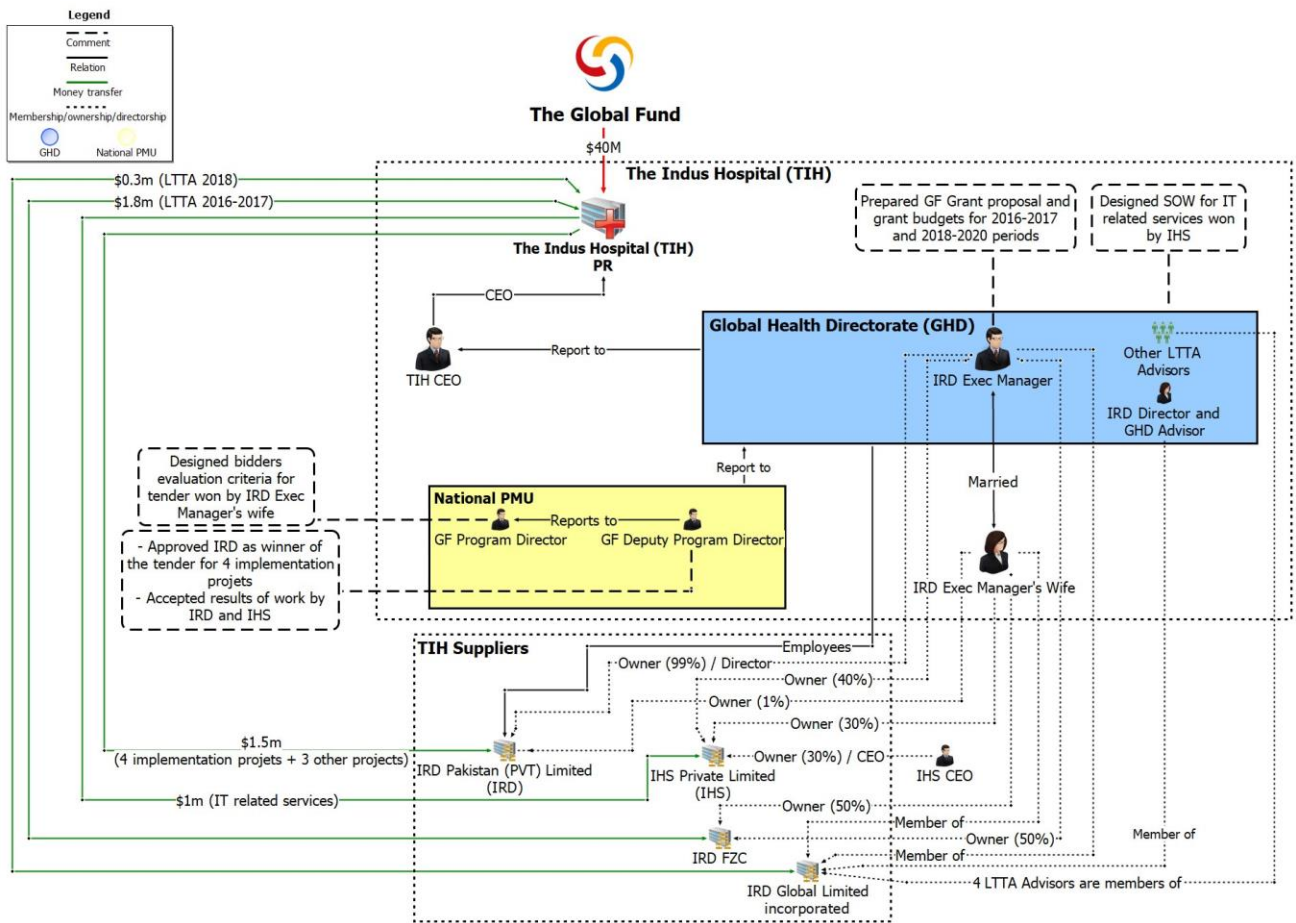 Legend
Comment
Relation
Money transfer
Membership/ownership/directorship
GHD
National PMU
The Global Fund
$40M
The Indus Hospital (TIH)
$0.3m (LTTA 2018)
$1.8m (LTTA 2016-2017)
The Indus Hospital (TIH)
PR
Prepared GF Grant proposal and
grant budgets for 2016-2017
and 2018-2020 periods
Designed SOW for IT
related services won
by IHS
CEO
TIH CEO
Report to
Global Health Directorate (GHD)
IRD Exec Manager
Other LTTA
Advisors
IRD Director and
GHD Advisor
Designed bidders
evaluation criteria for
tender won by IRD Exec
Manager's wife
- Approved IRD as winner of
the tender for 4 implementation
projets
- Accepted results of work by
IRD and IHS
Report to
National PMU
GF Program Director
Reports to
GF Deputy Program Director
Married
IRD Exec Manager's Wife
TIH Suppliers
Employees
Owner (99%) / Director
Owner (40%)
Owner (1%)
Owner (30%)
$1.5m
(4 implementation projets + 3 other projects)
IRD Pakistan (PVT) Limited
(IRD)
IHS Private Limited
(IHS)
Owner (30%) / CEO
IHS CEO
$1m (IT related services)
Owner (50%)
Member of
Member of
Owner (50%)
IRD FZC
Member of
IRD Global Limited
incorporated
4 LTTA Advisors are members of